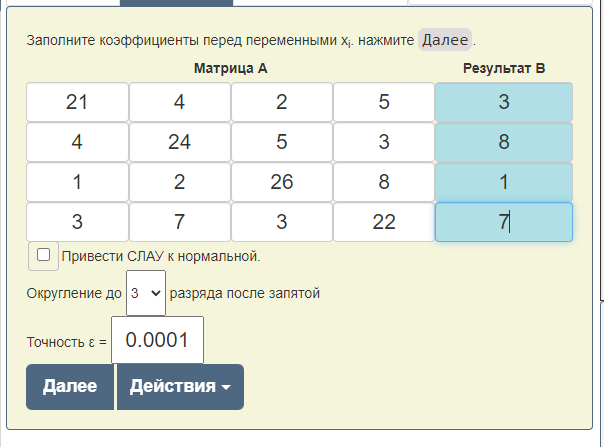 Заполните коэффициенты перед переменными xᵢ. нажмите Далее.
Матрица A Результат B
21 4 2 5 3
4 24 5 3 8
1 2 26 8 1
3 7 3 22 7
Привести СЛАУ к нормальной.
Округление до 3 разряда после запятой
Точность ε = 0.0001
Далее Действия